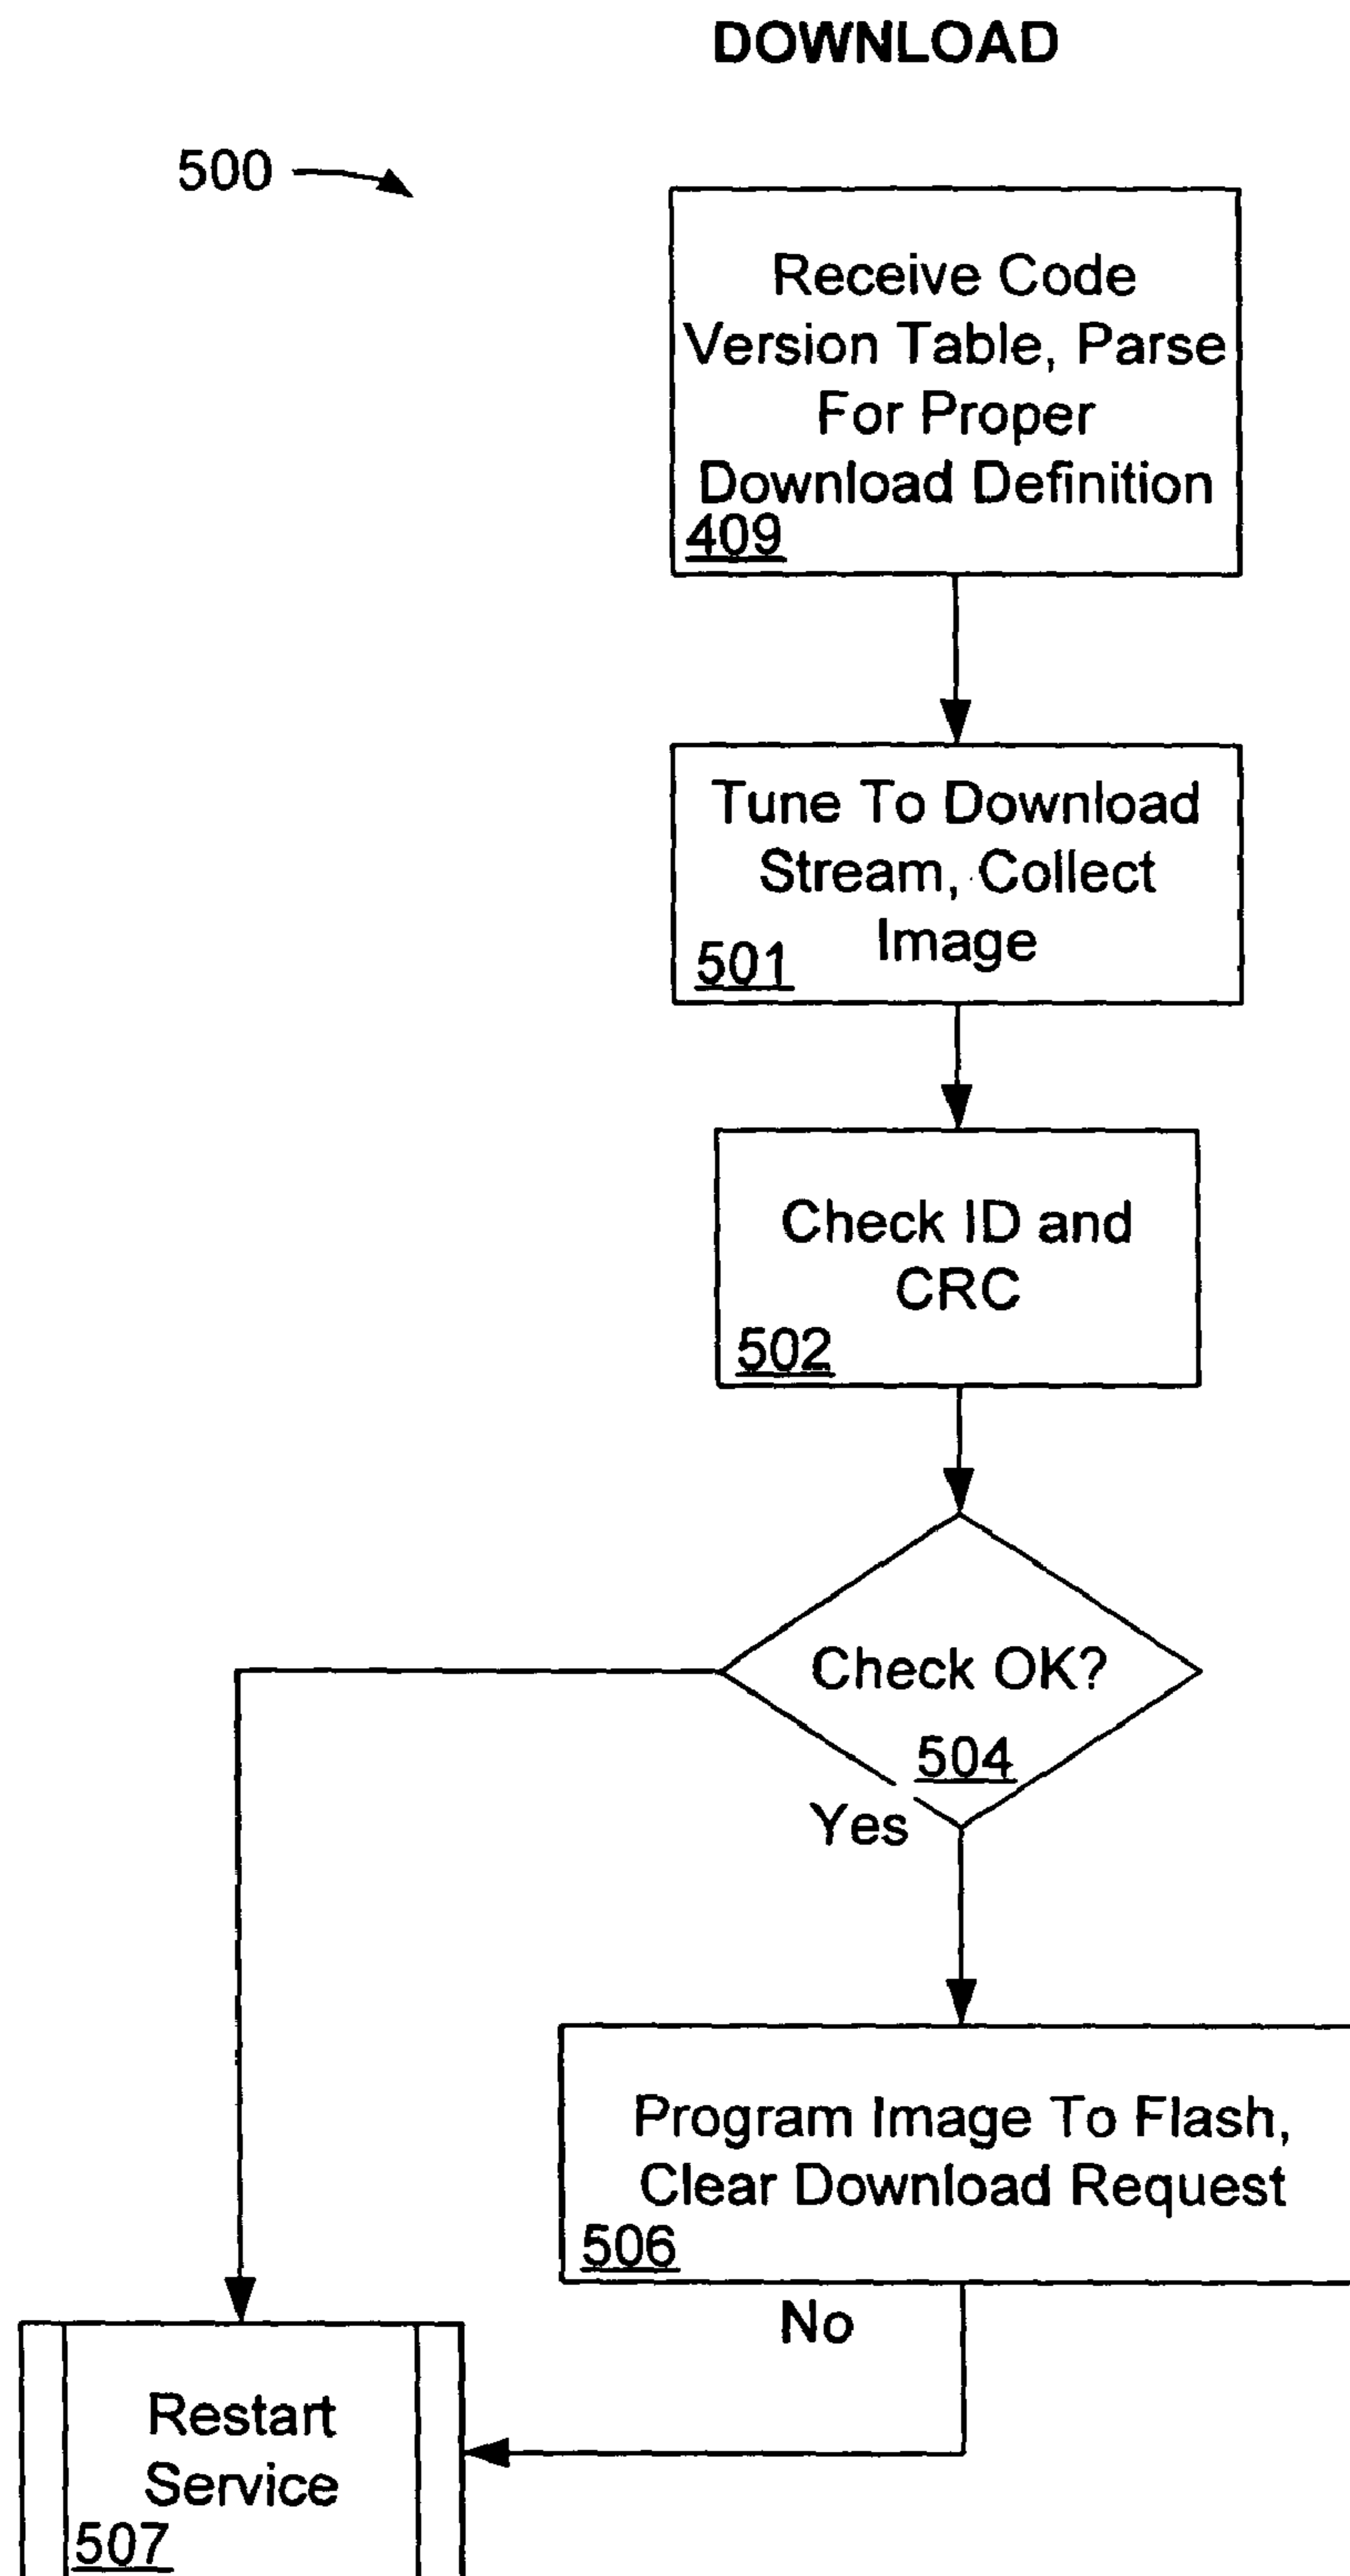 DOWNLOAD
500
Receive Code
Version Table, Parse
For Proper
Download Definition
409
Tune To Download
Stream, Collect
Image
501
Check ID and
CRC
502
Check OK?
504
Yes
Program Image To Flash,
Clear Download Request
506
No
Restart
Service
507